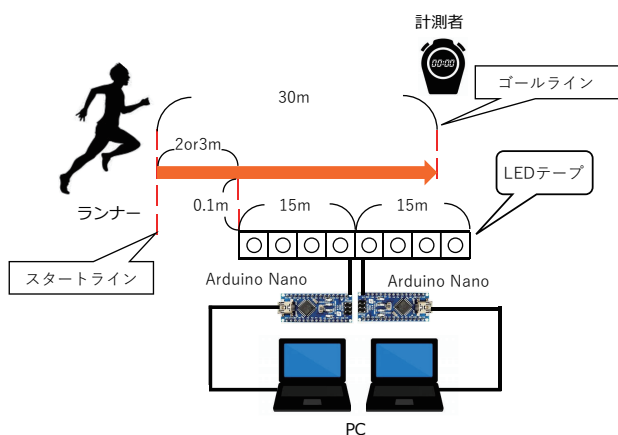 計測者
00:00
ゴールライン
30m
2or3m
LEDテープ
ランナー
0.1m
15m
15m
スタートライン
Arduino Nano
Arduino Nano
PC